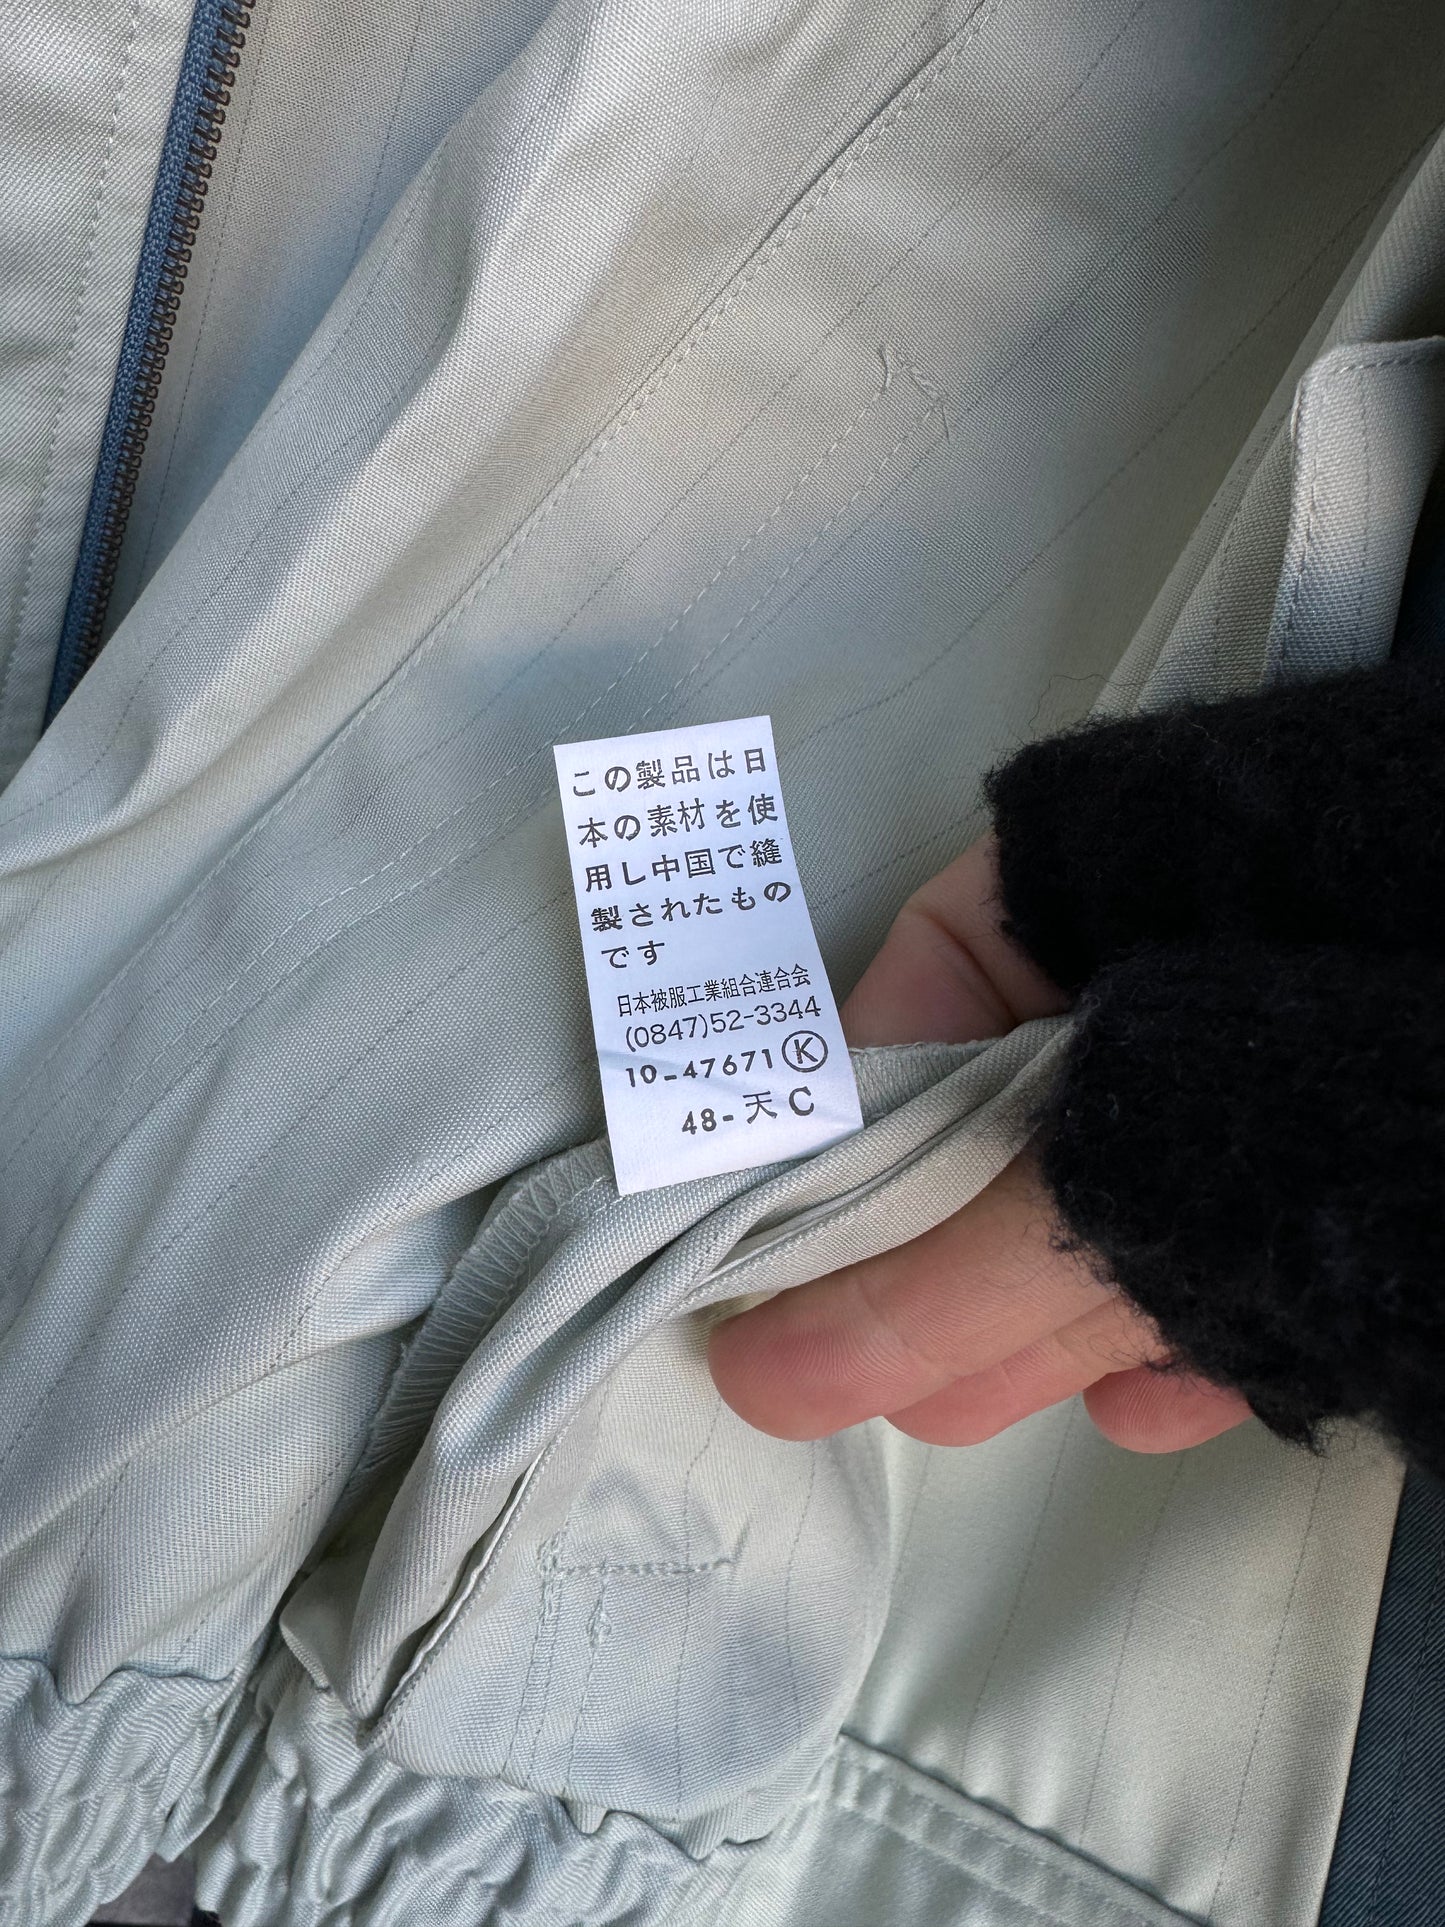 この製品は日
本の素材を使
用し中国で縫
製されたもの
です
日本被服工業組合連合会
(0847)52-3344
10-47671Ⓚ
48-天C